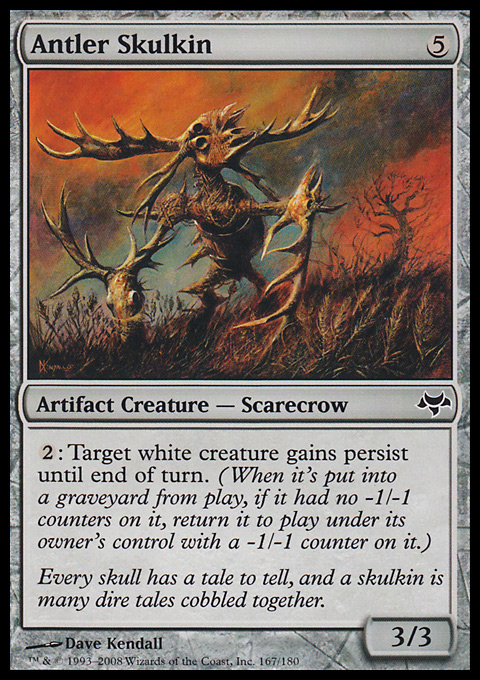 Antler Skulkin 5
Artifact Creature — Scarecrow
2: Target white creature gains persist
until end of turn. (When it's put into
a graveyard from play, if it had no -1/-1
counters on it, return it to play under its
owner's control with a -1/-1 counter on it.)
Every skull has a tale to tell, and a skulkin is
many dire tales cobbled together.
3/3
Dave Kendall
™ & © 1993–2008 Wizards of the Coast, Inc. 167/180